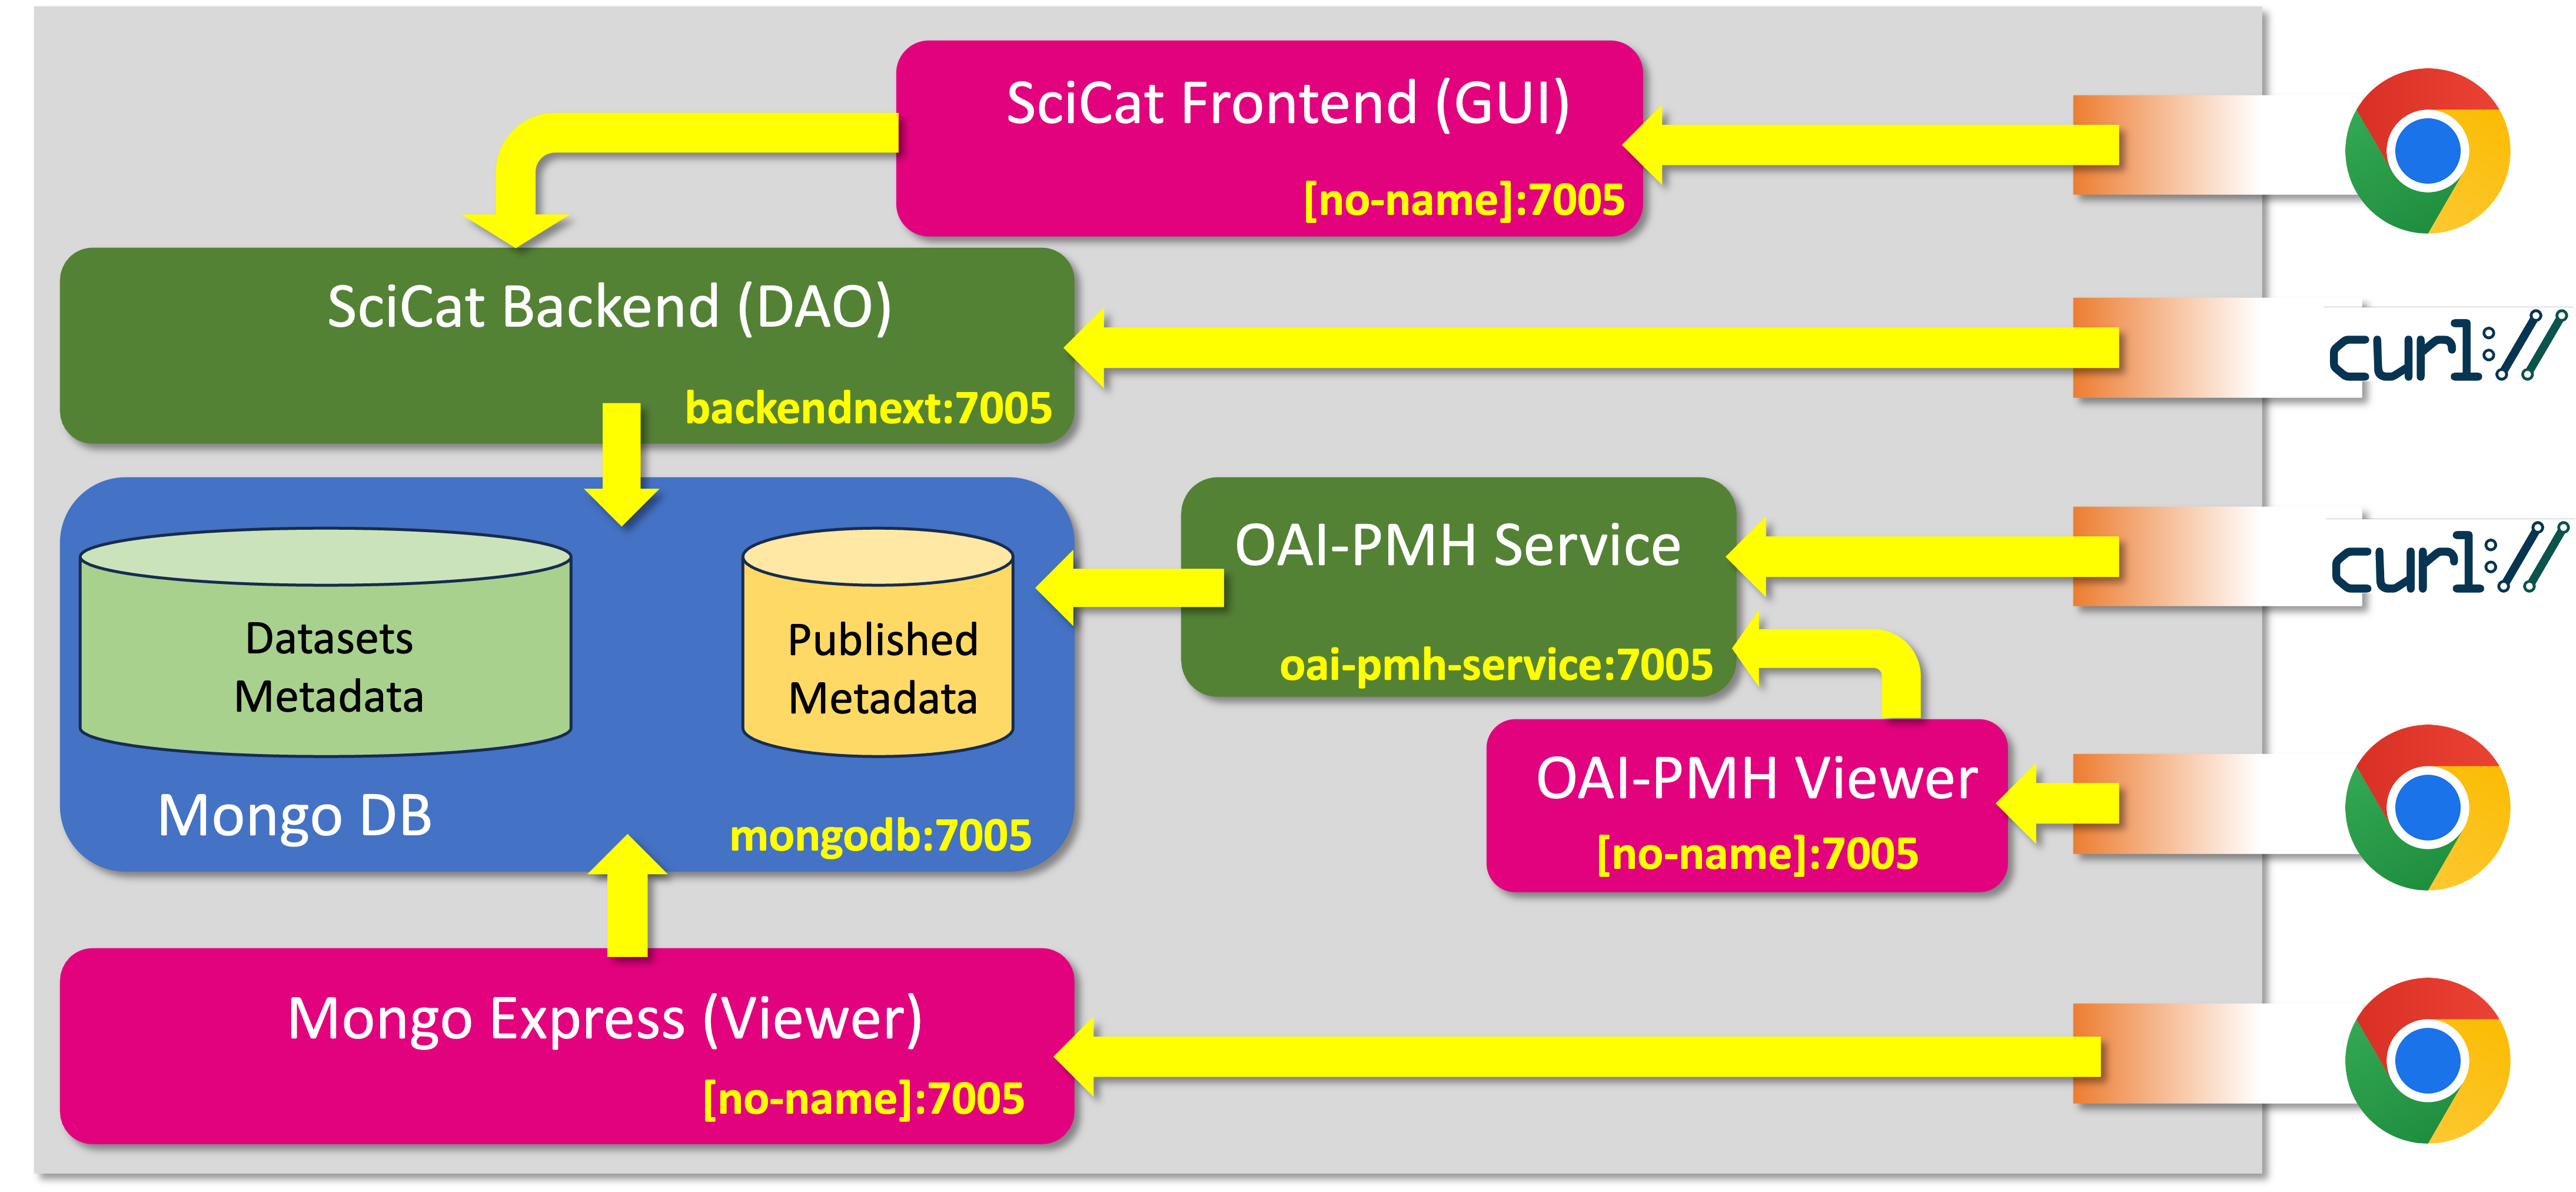 SciCat Frontend (GUI)
[no-name]:7005
SciCat Backend (DAO)
backendnext:7005
curl://
OAI-PMH Service
oai-pmh-service:7005
curl://
Datasets
Metadata
Published
Metadata
Mongo DB
mongodb:7005
OAI-PMH Viewer
[no-name]:7005
Mongo Express (Viewer)
[no-name]:7005